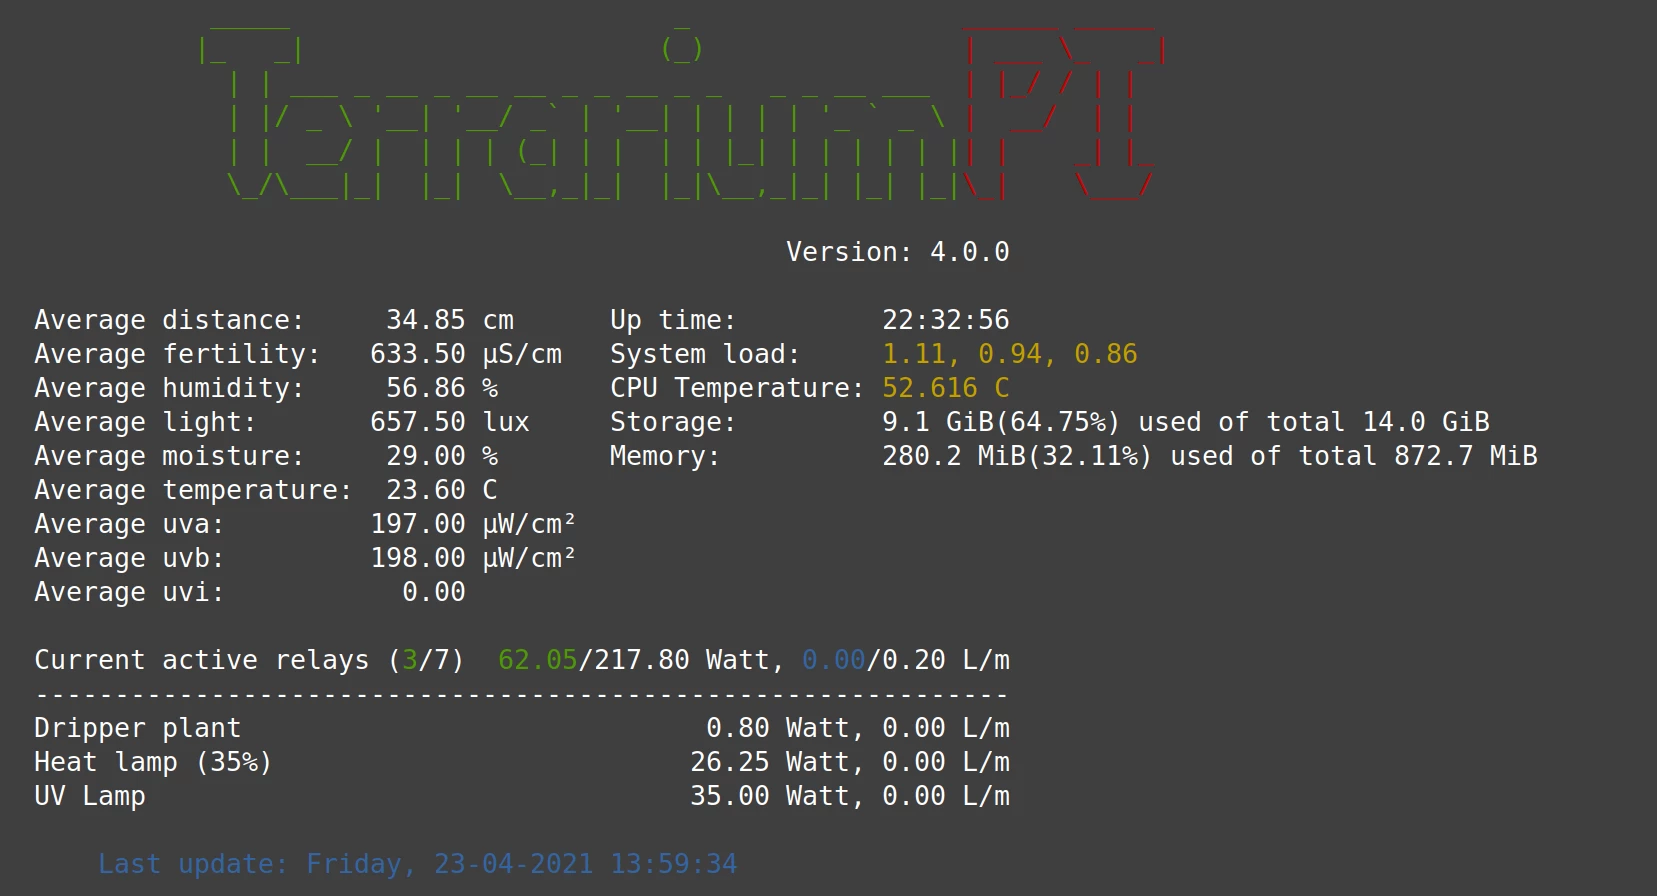 TerrariumPI
Version: 4.0.0
Average distance: 34.85 cm Up time: 22:32:56
Average fertility: 633.50 µS/cm System load: 1.11, 0.94, 0.86
Average humidity: 56.86 % CPU Temperature: 52.616 C
Average light: 657.50 lux Storage: 9.1 GiB(64.75%) used of total 14.0 GiB
Average moisture: 29.00 % Memory: 280.2 MiB(32.11%) used of total 872.7 MiB
Average temperature: 23.60 C
Average uva: 197.00 µW/cm²
Average uvb: 198.00 µW/cm²
Average uvi: 0.00
Current active relays (3/7) 62.05/217.80 Watt, 0.00/0.20 L/m
-------------------------------------------------------------
Dripper plant 0.80 Watt, 0.00 L/m
Heat lamp (35%) 26.25 Watt, 0.00 L/m
UV Lamp 35.00 Watt, 0.00 L/m
Last update: Friday, 23-04-2021 13:59:34